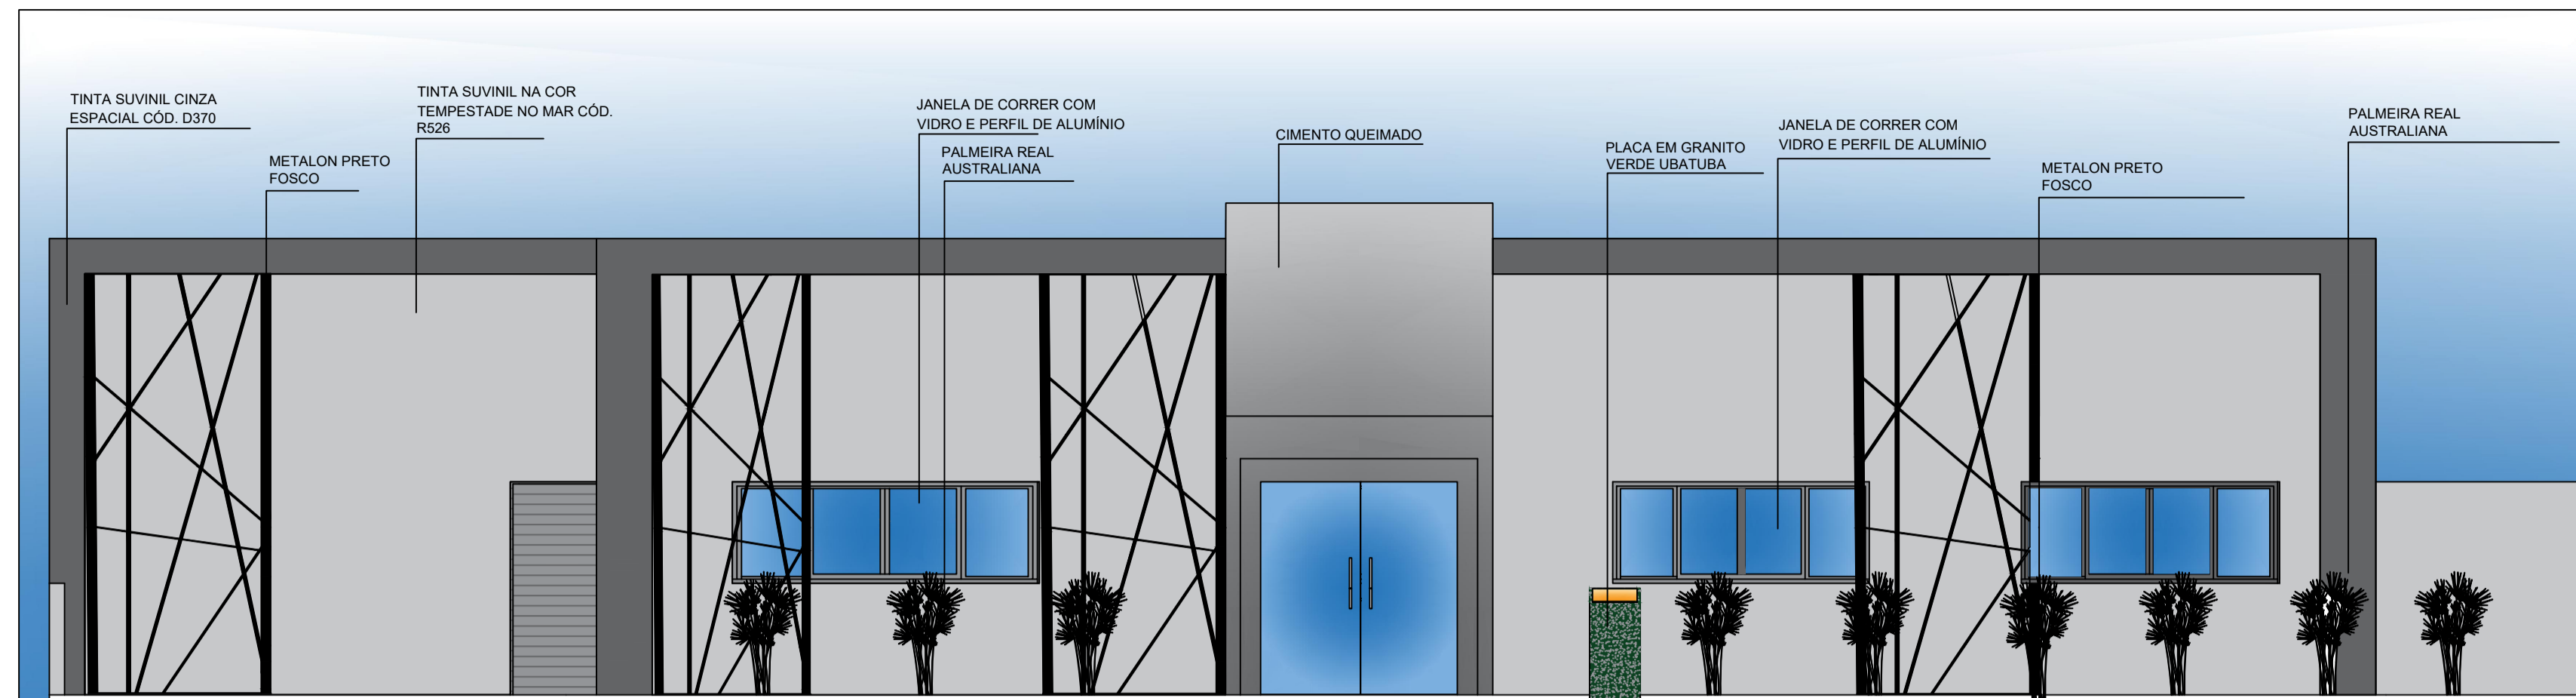 TINTA SUVINIL CINZA
ESPACIAL CÓD. D370
METALON PRETO
FOSCO
TINTA SUVINIL NA COR
TEMPESTADE NO MAR CÓD.
R526
JANELA DE CORRER COM
VIDRO E PERFIL DE ALUMÍNIO
PALMEIRA REAL
AUSTRALIANA
CIMENTO QUEIMADO
PLACA EM GRANITO
VERDE UBATUBA
JANELA DE CORRER COM
VIDRO E PERFIL DE ALUMÍNIO
METALON PRETO
FOSCO
PALMEIRA REAL
AUSTRALIANA